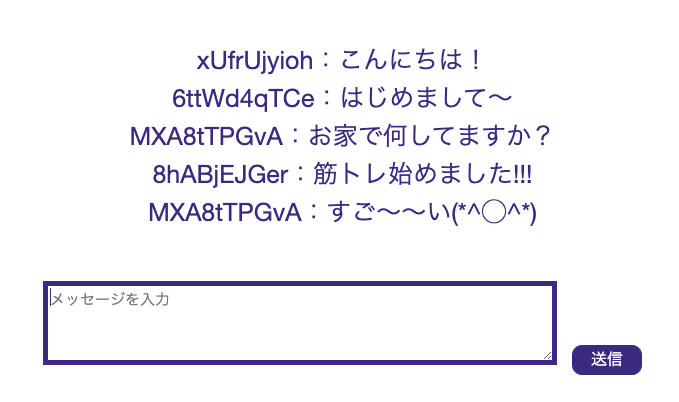 xUfrUjyioh：こんにちは！
6ttWd4qTCe：はじめまして〜
MXA8tTPGvA：お家で何してますか？
8hABjEJGer：筋トレ始めました!!!
MXA8tTPGvA：すご〜〜い(*^◯^*)
メッセージを入力
送信